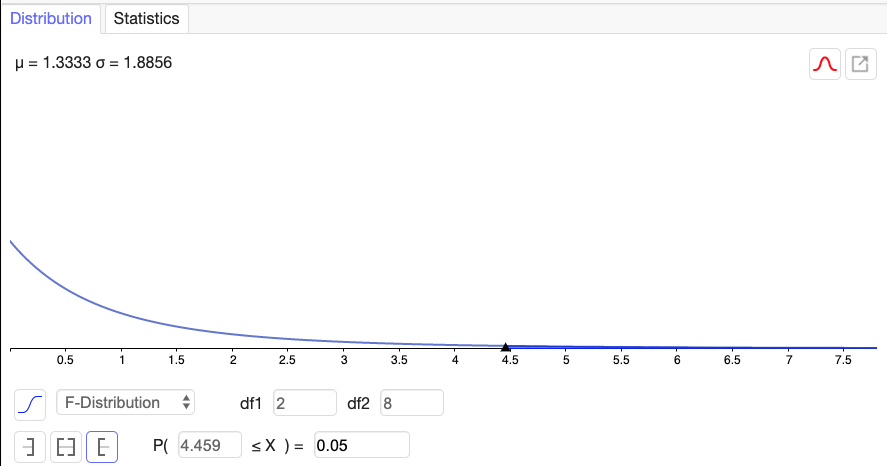 Distribution Statistics
μ = 1.3333 σ = 1.8856
0.5 1 1.5 2 2.5 3 3.5 4 4.5 5 5.5 6 6.5 7 7.5
F-Distribution df1 2 df2 8
P( 4.459 ≤ X ) = 0.05